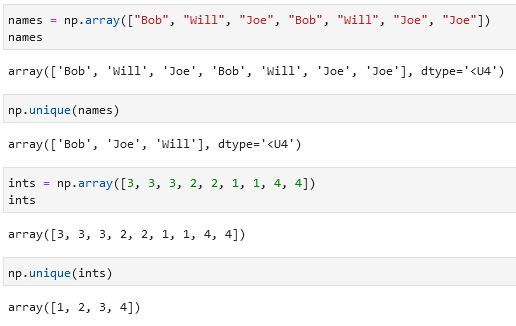 names = np.array(["Bob", "Will", "Joe", "Bob", "Will", "Joe", "Joe"])
names
array(['Bob', 'Will', 'Joe', 'Bob', 'Will', 'Joe', 'Joe'], dtype='<U4')
np.unique(names)
array(['Bob', 'Joe', 'Will'], dtype='<U4')
ints = np.array([3, 3, 3, 2, 2, 1, 1, 4, 4])
ints
array([3, 3, 3, 2, 2, 1, 1, 4, 4])
np.unique(ints)
array([1, 2, 3, 4])